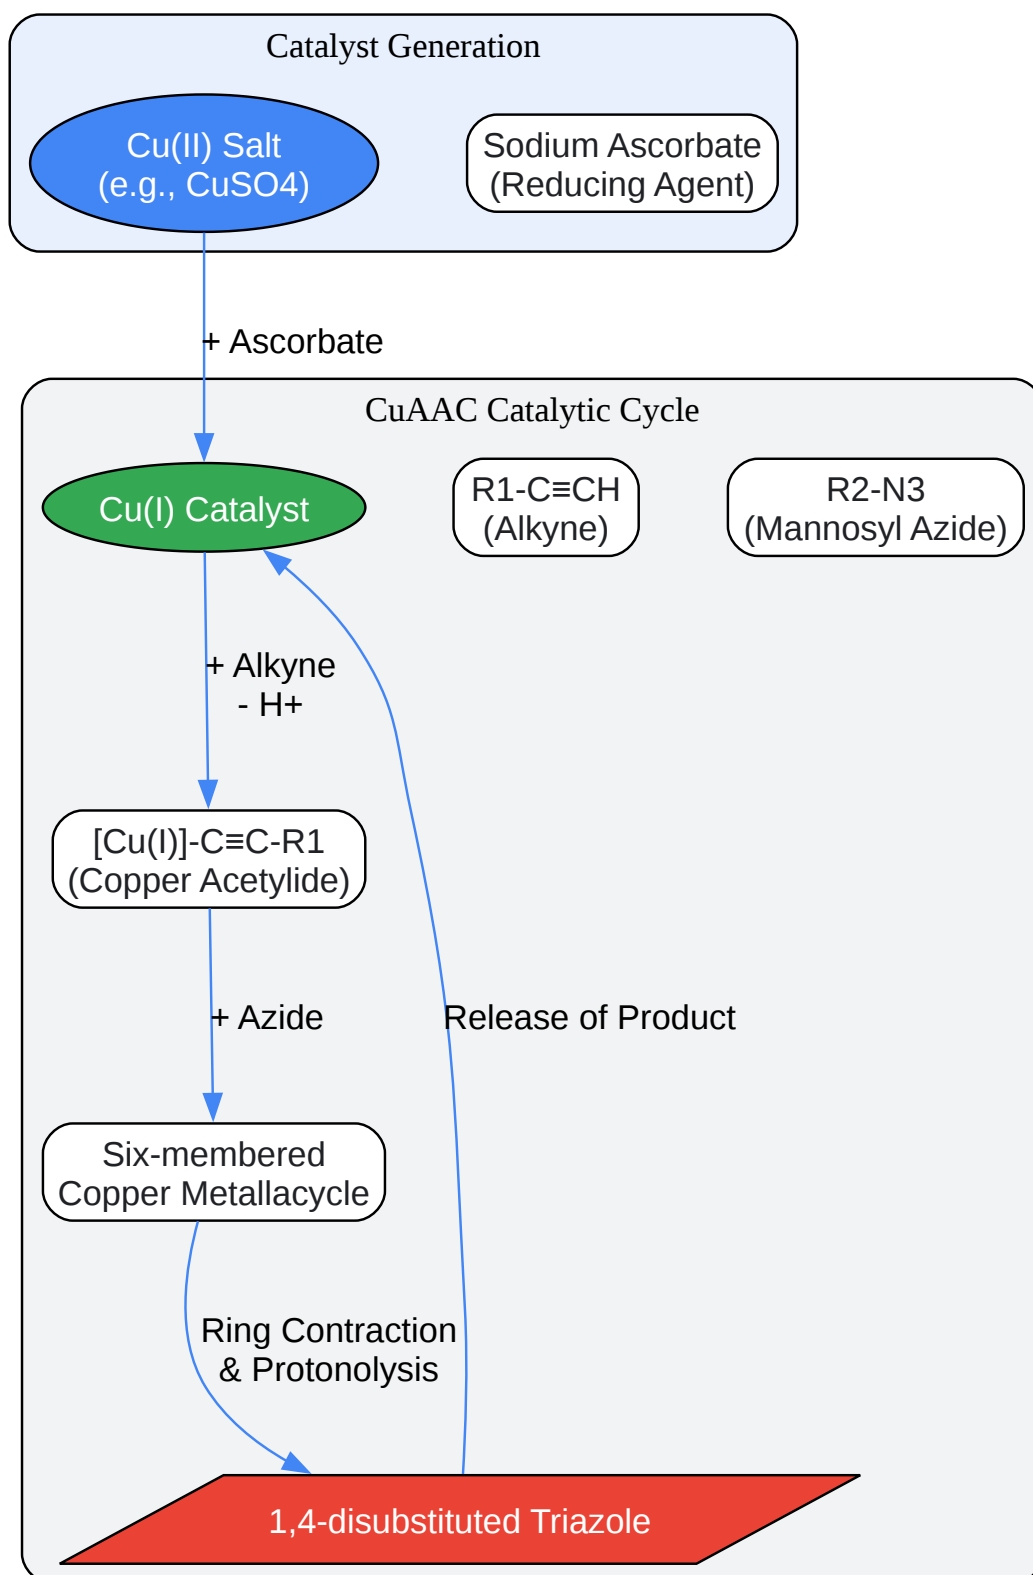 Catalyst Generation
Cu(II) Salt
(e.g., CuSO4)
Sodium Ascorbate
(Reducing Agent)
+ Ascorbate
CuAAC Catalytic Cycle
Cu(I) Catalyst
R1-C≡CH
(Alkyne)
R2-N3
(Mannosyl Azide)
+ Alkyne
- H+
[Cu(I)]-C≡C-R1
(Copper Acetylide)
+ Azide
Release of Product
Six-membered
Copper Metallacycle
Ring Contraction
& Protonolysis
1,4-disubstituted Triazole